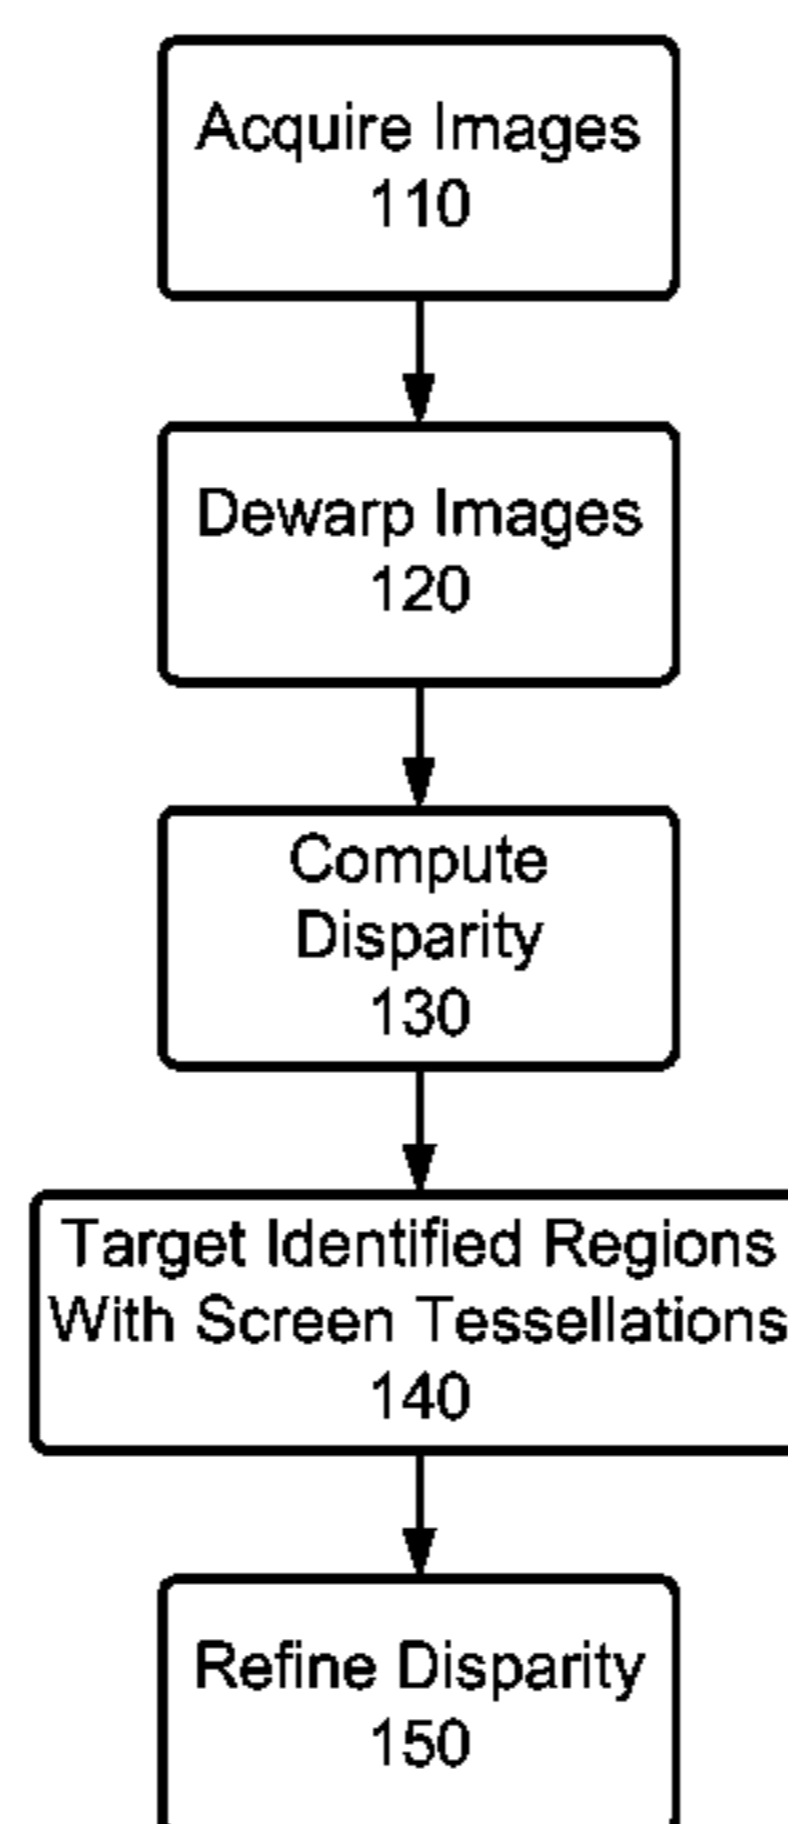 Acquire Images
110
Dewarp Images
120
Compute
Disparity
130
Target Identified Regions
With Screen Tessellations
140
Refine Disparity
150